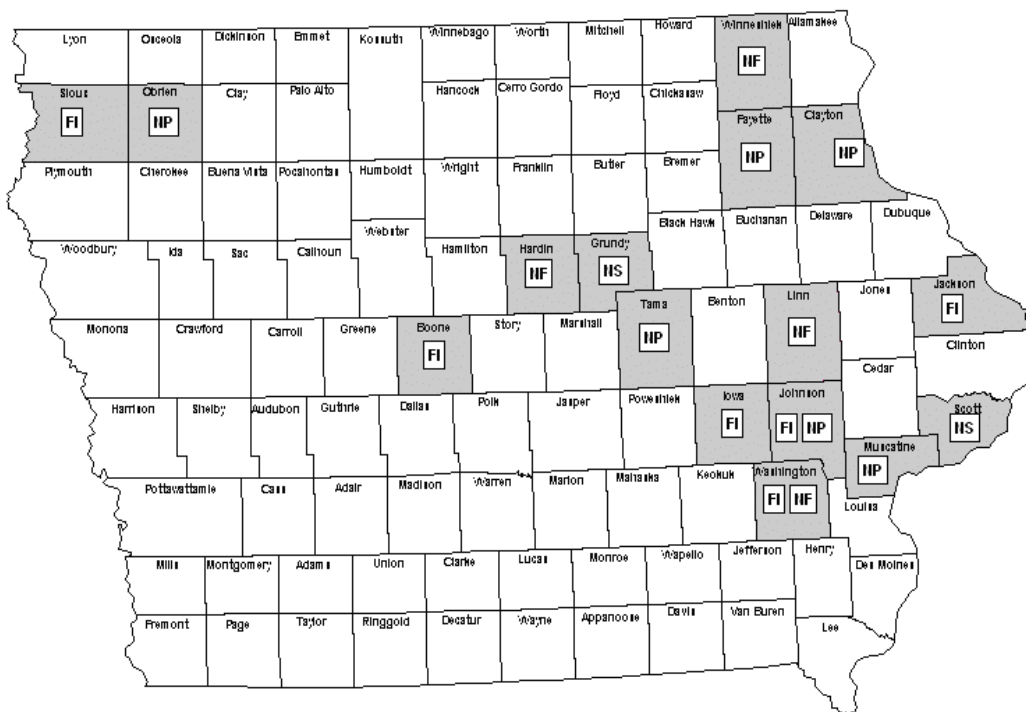 Lyon
Osceola
Dickinson
Emmet
Kossuth
Winnebago
Worth
Mitchell
Howard
Winneshiek
Allamakee
NF
Sioux
Obrien
Clay
Palo Alto
Hancock
Cerro Gordo
Floyd
Chickasaw
FI
NP
Fayette
Clayton
NP
NP
Plymouth
Cherokee
Buena Vista
Pocahontas
Humboldt
Wright
Franklin
Butler
Bremer
Webster
Black Hawk
Buchanan
Delaware
Dubuque
Woodbury
Ida
Sac
Calhoun
Hamilton
Hardin
Grundy
NF
NS
Tama
Benton
Linn
Jones
Jackson
NP
NF
FI
Monona
Crawford
Carroll
Greene
Boone
Story
Marshall
Clinton
FI
Cedar
Harrison
Shelby
Audubon
Guthrie
Dallas
Polk
Jasper
Poweshiek
Iowa
Johnson
Scott
FI
FI
NP
NS
Muscatine
NP
Pottawattamie
Cass
Adair
Madison
Warren
Marion
Mahaska
Keokuk
Washington
FI
NF
Louisa
Mills
Montgomery
Adams
Union
Clarke
Lucas
Monroe
Wapello
Jefferson
Henry
Des Moines
Fremont
Page
Taylor
Ringgold
Decatur
Wayne
Appanoose
Davis
Van Buren
Lee